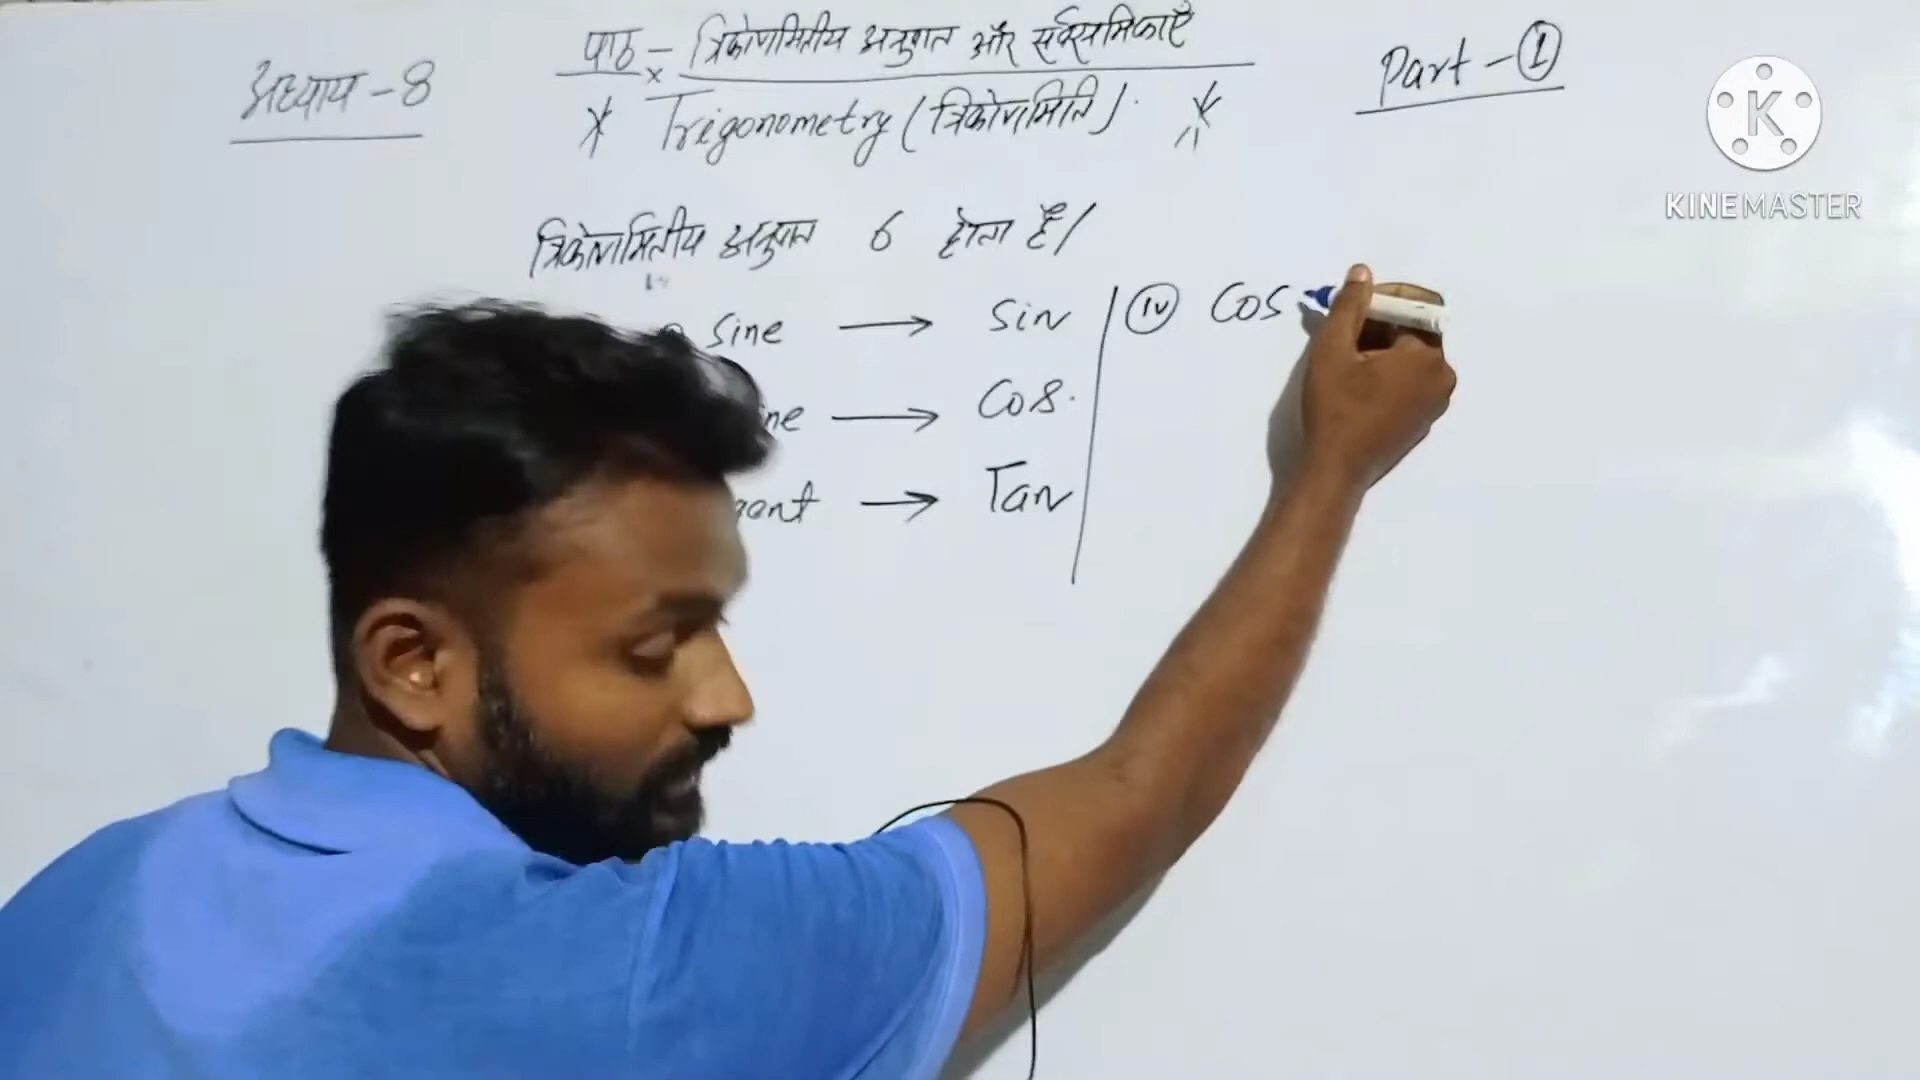 अध्याय - 8
पाठ - त्रिकोणमितीय अनुपात और सर्वसमिकाएँ
Part - 1
* Trigonometry (त्रिकोणमिति) *
त्रिकोणमितीय अनुपात 6 होता है।
Sine → Sin
ne → Cos.
gent → Tan
(iv) Cos
K
KINEMASTER